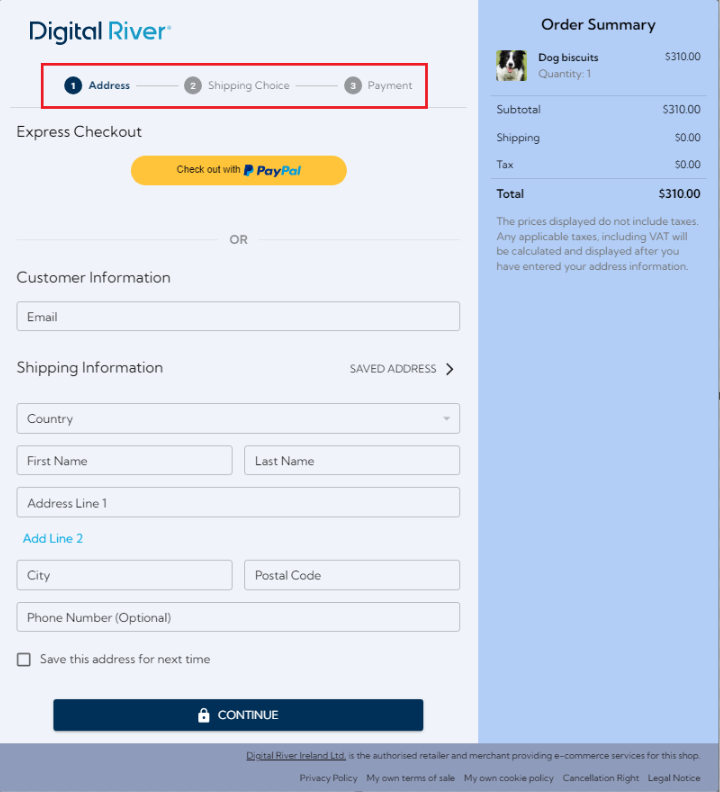 Digital River®
1 Address 2 Shipping Choice 3 Payment
Express Checkout
Check out with PayPal
OR
Customer Information
Email
Shipping Information
SAVED ADDRESS
Country
First Name Last Name
Address Line 1
Add Line 2
City Postal Code
Phone Number (Optional)
Save this address for next time
CONTINUE
Order Summary
Dog biscuits $310.00
Quantity: 1
Subtotal $310.00
Shipping $0.00
Tax $0.00
Total $310.00
The prices displayed do not include taxes.
Any applicable taxes, including VAT will
be calculated and displayed after you
have entered your address information.
Digital River Ireland Ltd. is the authorised retailer and merchant providing e-commerce services for this shop.
Privacy Policy My own terms of sale My own cookie policy Cancellation Right Legal Notice